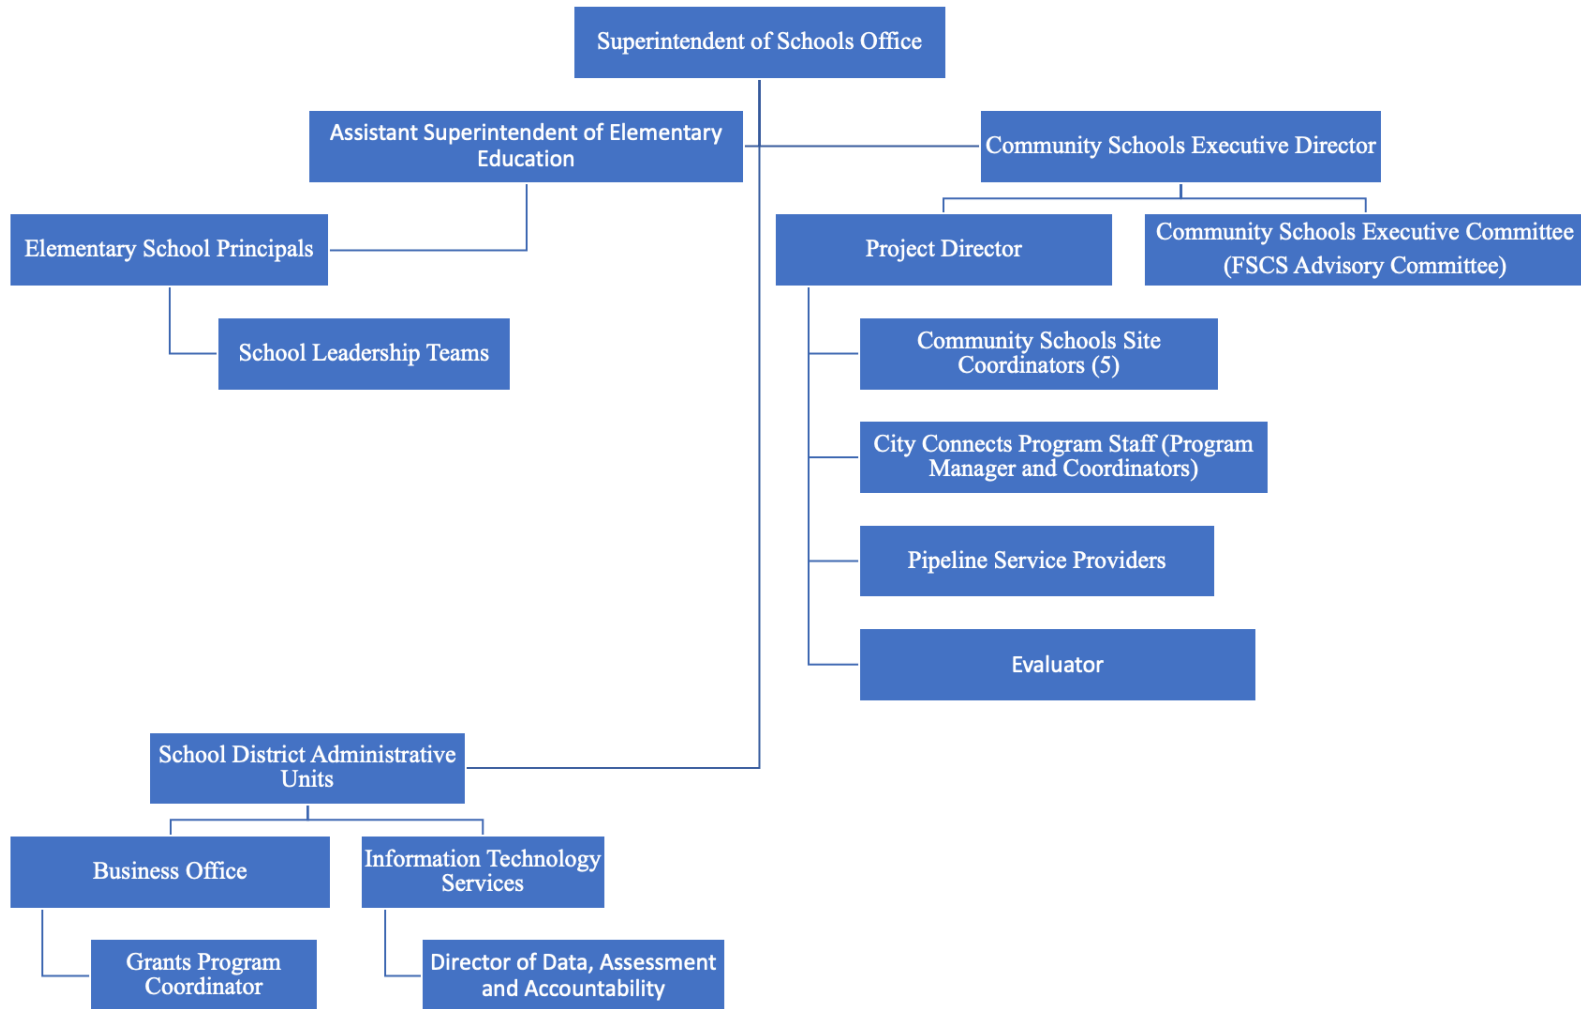 Superintendent of Schools Office
Assistant Superintendent of Elementary
Education
Community Schools Executive Director
Elementary School Principals
Project Director
Community Schools Executive Committee
(FSCS Advisory Committee)
School Leadership Teams
Community Schools Site
Coordinators (5)
City Connects Program Staff (Program
Manager and Coordinators)
Pipeline Service Providers
Evaluator
School District Administrative
Units
Business Office
Information Technology
Services
Grants Program
Coordinator
Director of Data, Assessment
and Accountability